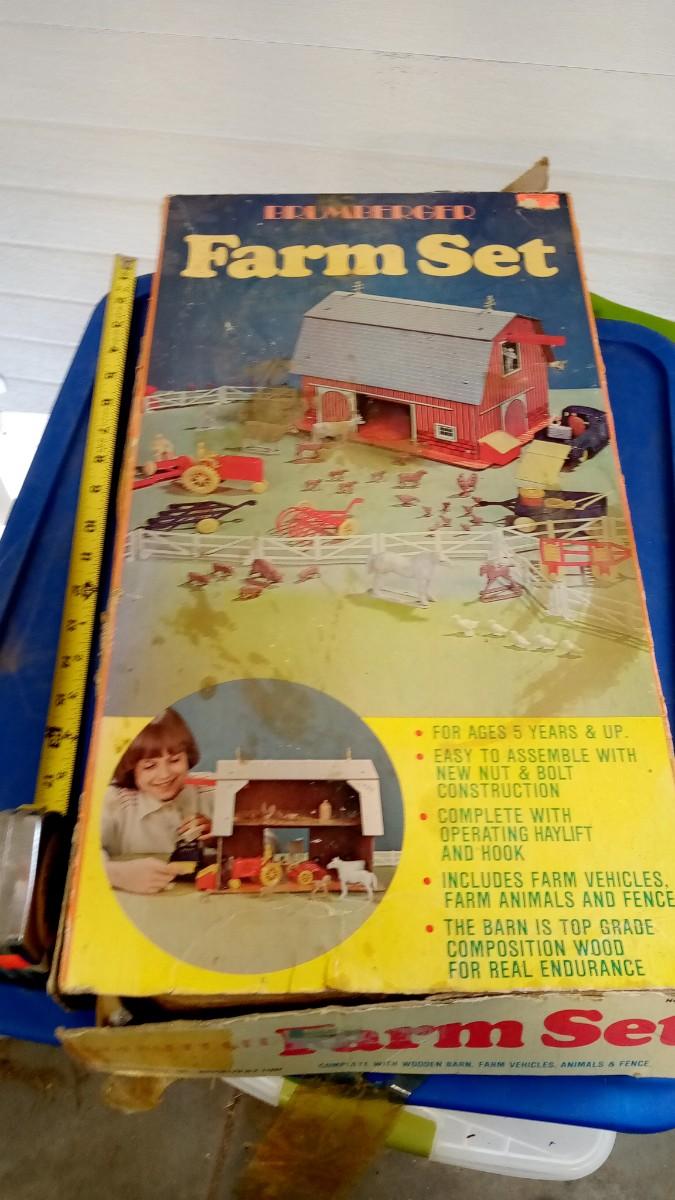 BRUMBERGER
Farm Set
• FOR AGES 5 YEARS & UP.
• EASY TO ASSEMBLE WITH
NEW NUT & BOLT
CONSTRUCTION
• COMPLETE WITH
OPERATING HAYLIFT
AND HOOK
• INCLUDES FARM VEHICLES,
FARM ANIMALS AND FENCE
• THE BARN IS TOP GRADE
COMPOSITION WOOD
FOR REAL ENDURANCE
Farm Set
COMPLETE WITH WOODEN BARN, FARM VEHICLES, ANIMALS & FENCE